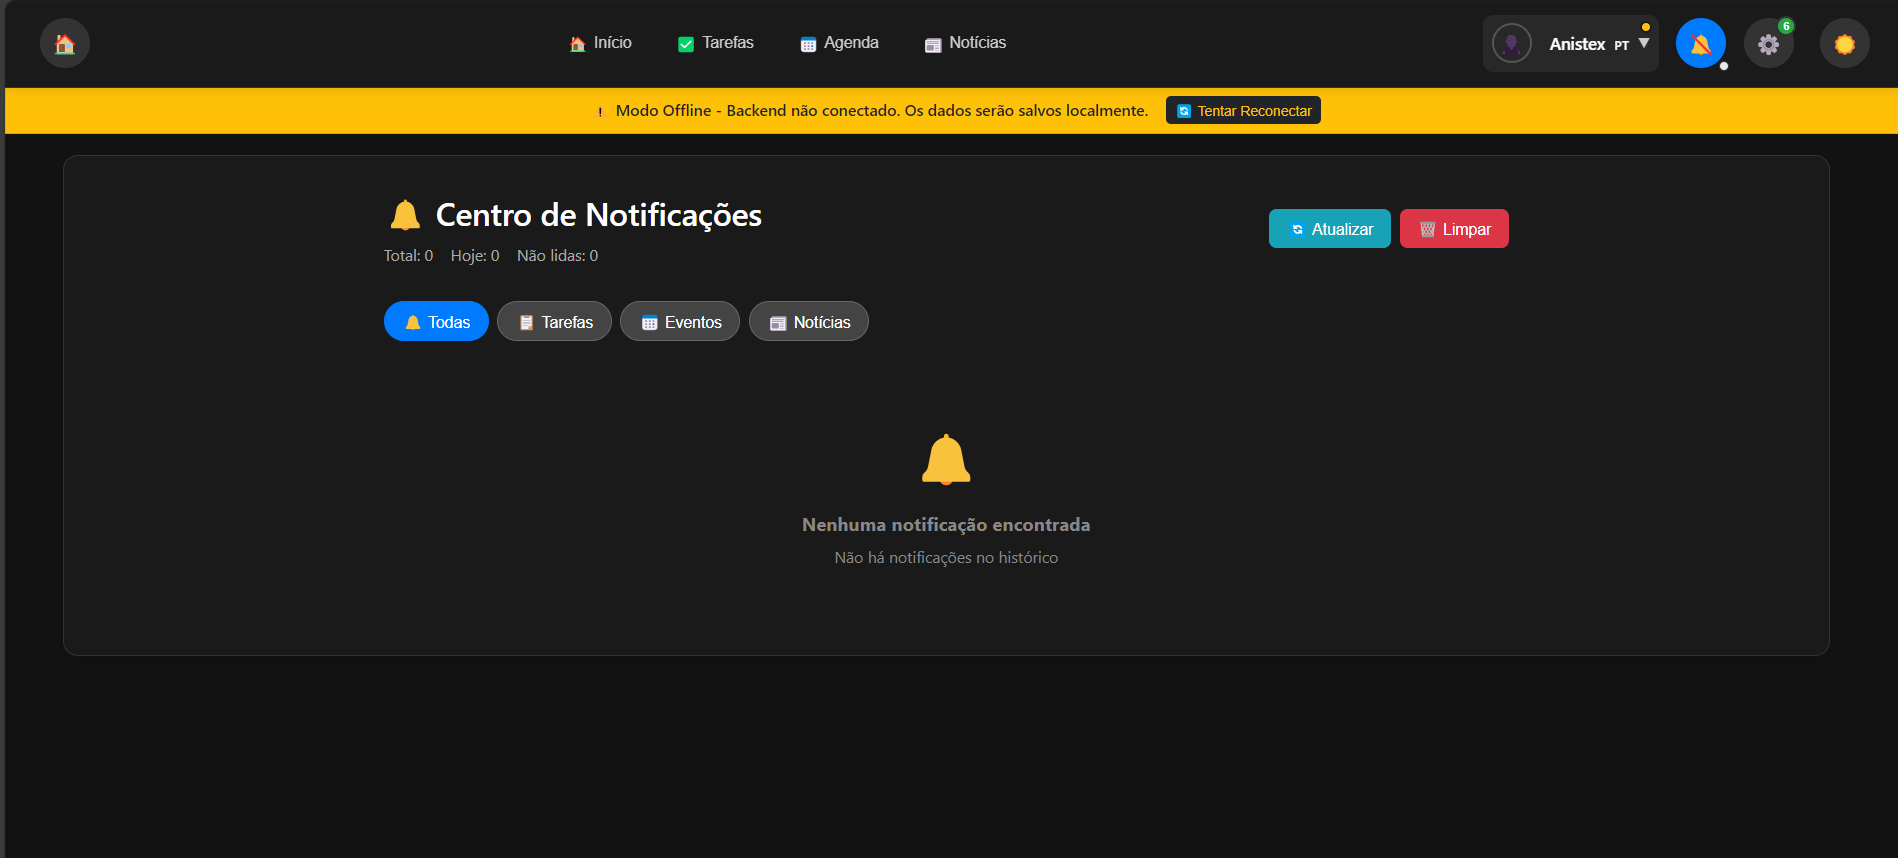 Início
Tarefas
Agenda
Notícias
Anistex PT ▼
6
Modo Offline - Backend não conectado. Os dados serão salvos localmente.
Tentar Reconectar
Centro de Notificações
Atualizar
Limpar
Total: 0 Hoje: 0 Não lidas: 0
Todas
Tarefas
Eventos
Notícias
Nenhuma notificação encontrada
Não há notificações no histórico